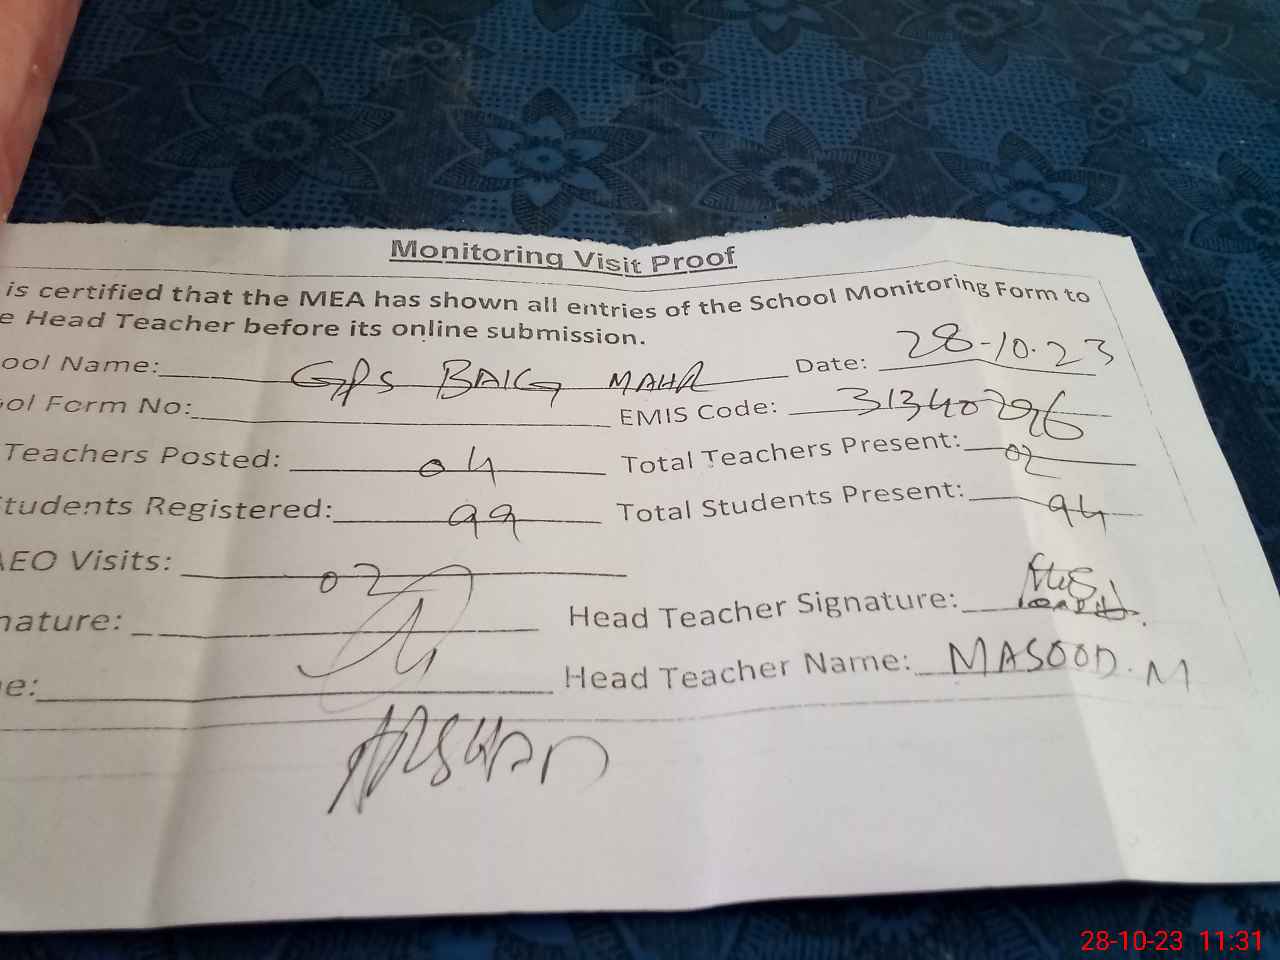 Monitoring Visit Proof
is certified that the MEA has shown all entries of the School Monitoring Form to
e Head Teacher before its online submission.
ool Name: GPS BAIG MAHR Date: 28-10-23
ol Form No: EMIS Code: 31340296
Teachers Posted: 04 Total Teachers Present: 02
tudents Registered: 99 Total Students Present: 94
AEO Visits: 02
nature: Head Teacher Signature:
e: Head Teacher Name: MASOOD. M
28-10-23 11:31